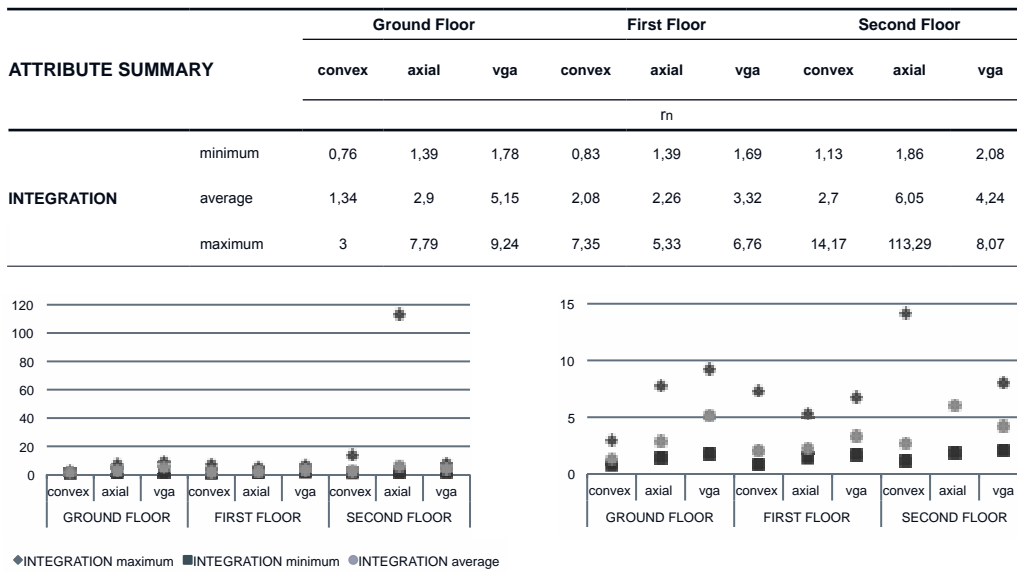 Ground Floor First Floor Second Floor
ATTRIBUTE SUMMARY convex axial vga convex axial vga convex axial vga
rn
minimum 0,76 1,39 1,78 0,83 1,39 1,69 1,13 1,86 2,08
INTEGRATION average 1,34 2,9 5,15 2,08 2,26 3,32 2,7 6,05 4,24
maximum 3 7,79 9,24 7,35 5,33 6,76 14,17 113,29 8,07
120
100
80
60
40
20
0
convex axial vga convex axial vga convex axial vga
GROUND FLOOR FIRST FLOOR SECOND FLOOR
INTEGRATION maximum INTEGRATION minimum INTEGRATION average
15
10
5
0
convex axial vga convex axial vga convex axial vga
GROUND FLOOR FIRST FLOOR SECOND FLOOR